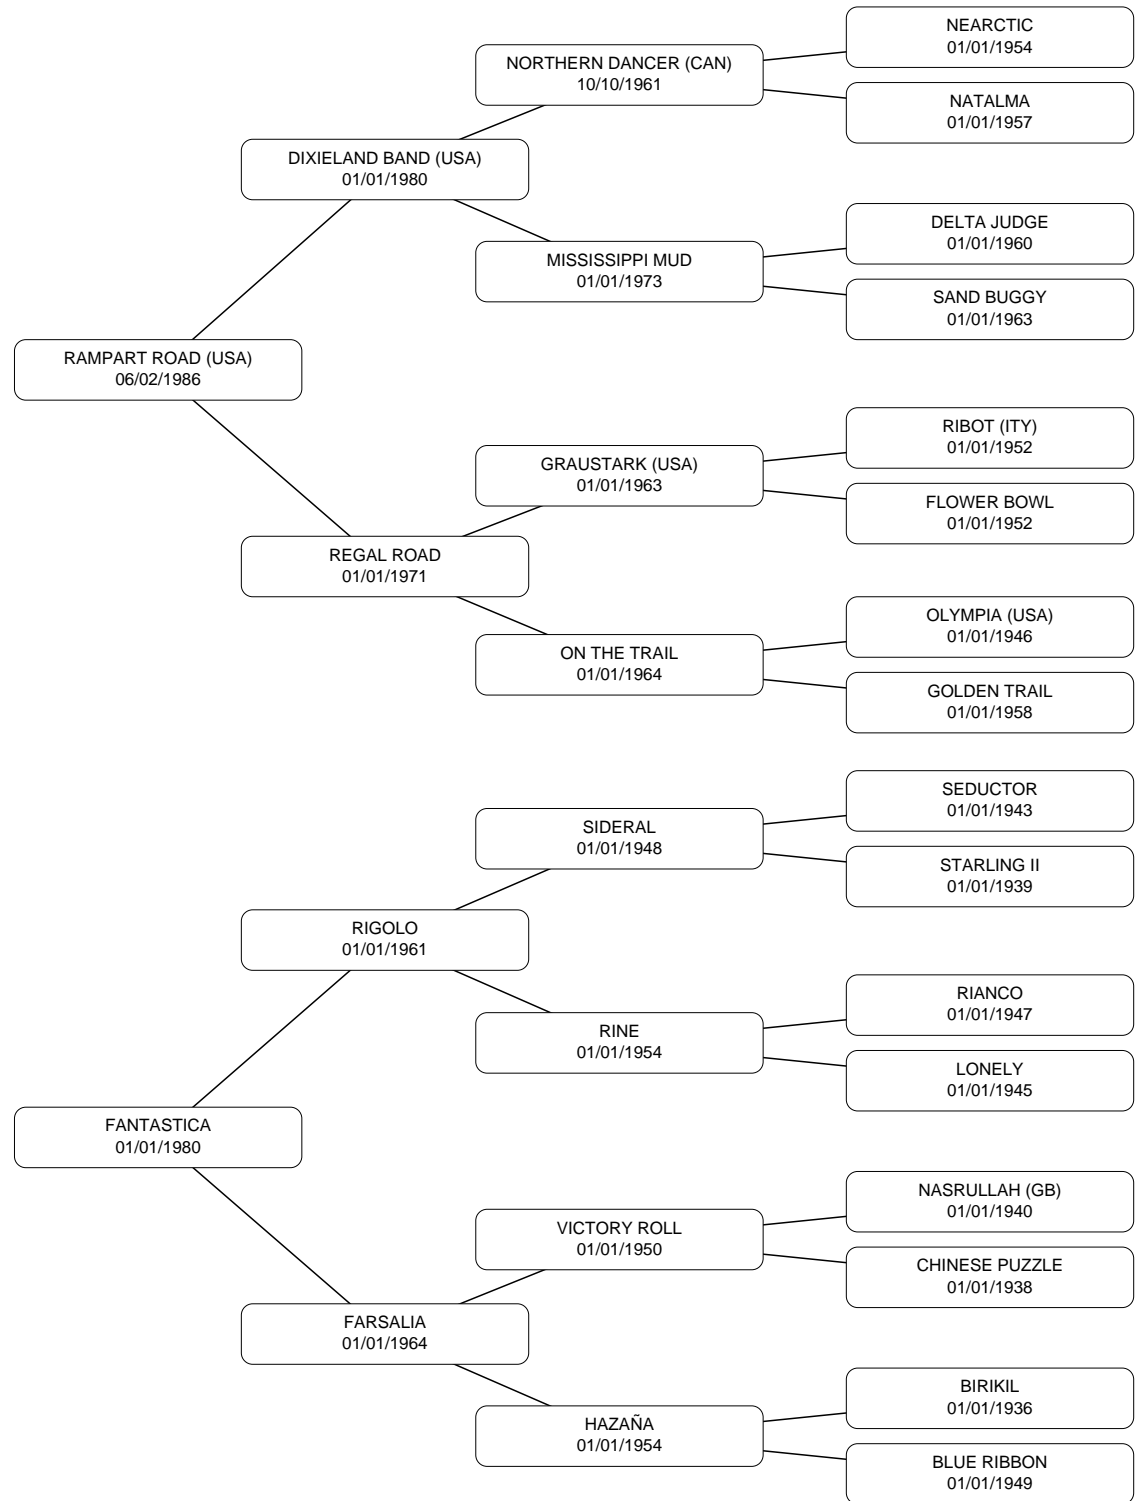 NEARCTIC
01/01/1954
NORTHERN DANCER (CAN)
10/10/1961
NATALMA
01/01/1957
DIXIELAND BAND (USA)
01/01/1980
DELTA JUDGE
01/01/1960
MISSISSIPPI MUD
01/01/1973
SAND BUGGY
01/01/1963
RAMPART ROAD (USA)
06/02/1986
RIBOT (ITY)
01/01/1952
GRAUSTARK (USA)
01/01/1963
FLOWER BOWL
01/01/1952
REGAL ROAD
01/01/1971
OLYMPIA (USA)
01/01/1946
ON THE TRAIL
01/01/1964
GOLDEN TRAIL
01/01/1958
SEDUCTOR
01/01/1943
SIDERAL
01/01/1948
STARLING II
01/01/1939
RIGOLO
01/01/1961
RIANCO
01/01/1947
RINE
01/01/1954
LONELY
01/01/1945
FANTASTICA
01/01/1980
NASRULLAH (GB)
01/01/1940
VICTORY ROLL
01/01/1950
CHINESE PUZZLE
01/01/1938
FARSALIA
01/01/1964
BIRIKIL
01/01/1936
HAZAÑA
01/01/1954
BLUE RIBBON
01/01/1949